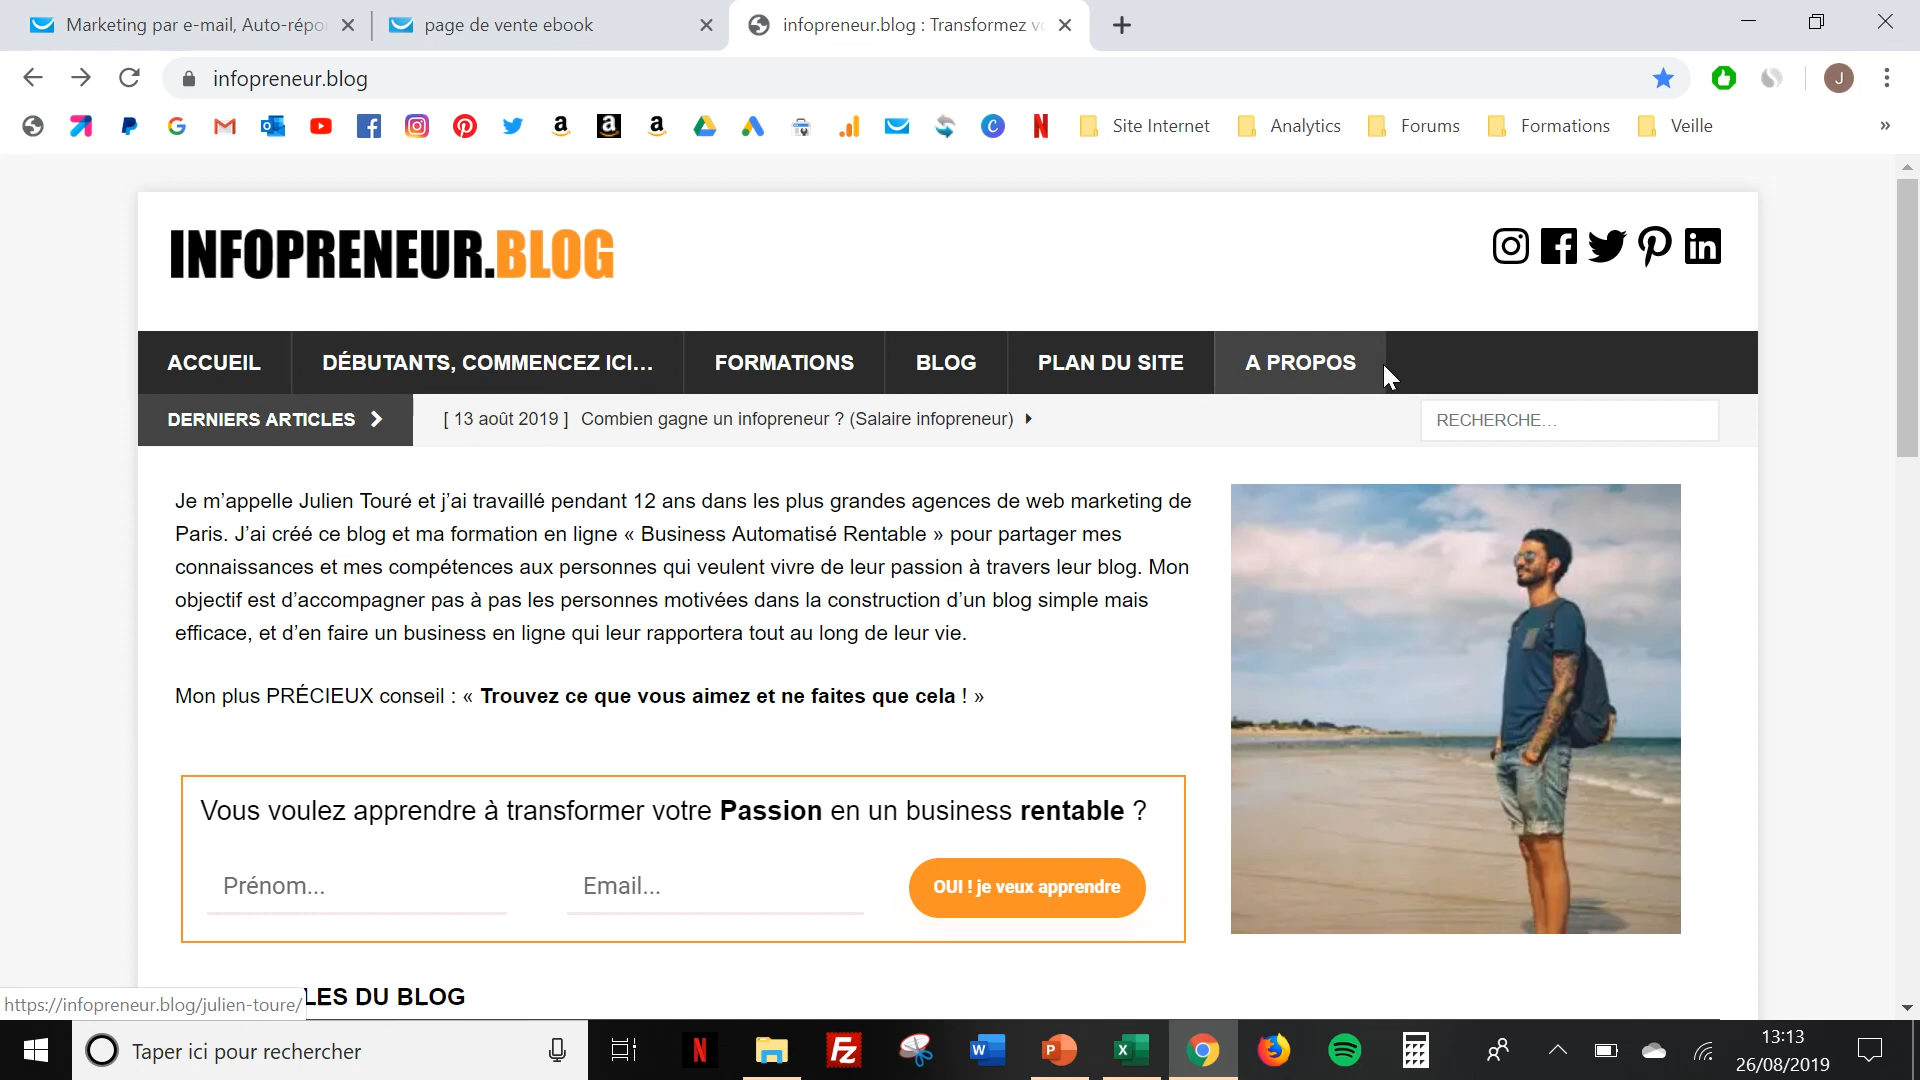 Marketing par e-mail, Auto-répo
page de vente ebook
infopreneur.blog : Transformez vo
infopreneur.blog
J
Site Internet
Analytics
Forums
Formations
Veille
»
INFOPRENEUR.BLOG
ACCUEIL
DÉBUTANTS, COMMENCEZ ICI…
FORMATIONS
BLOG
PLAN DU SITE
A PROPOS
DERNIERS ARTICLES
[ 13 août 2019 ] Combien gagne un infopreneur ? (Salaire infopreneur)
RECHERCHE…
Je m’appelle Julien Touré et j’ai travaillé pendant 12 ans dans les plus grandes agences de web marketing de
Paris. J’ai créé ce blog et ma formation en ligne « Business Automatisé Rentable » pour partager mes
connaissances et mes compétences aux personnes qui veulent vivre de leur passion à travers leur blog. Mon
objectif est d’accompagner pas à pas les personnes motivées dans la construction d’un blog simple mais
efficace, et d’en faire un business en ligne qui leur rapportera tout au long de leur vie.
Mon plus PRÉCIEUX conseil : « Trouvez ce que vous aimez et ne faites que cela ! »
Vous voulez apprendre à transformer votre Passion en un business rentable ?
Prénom...
Email...
OUI ! je veux apprendre
LES DU BLOG
https://infopreneur.blog/julien-toure/
Taper ici pour rechercher
13:13
26/08/2019